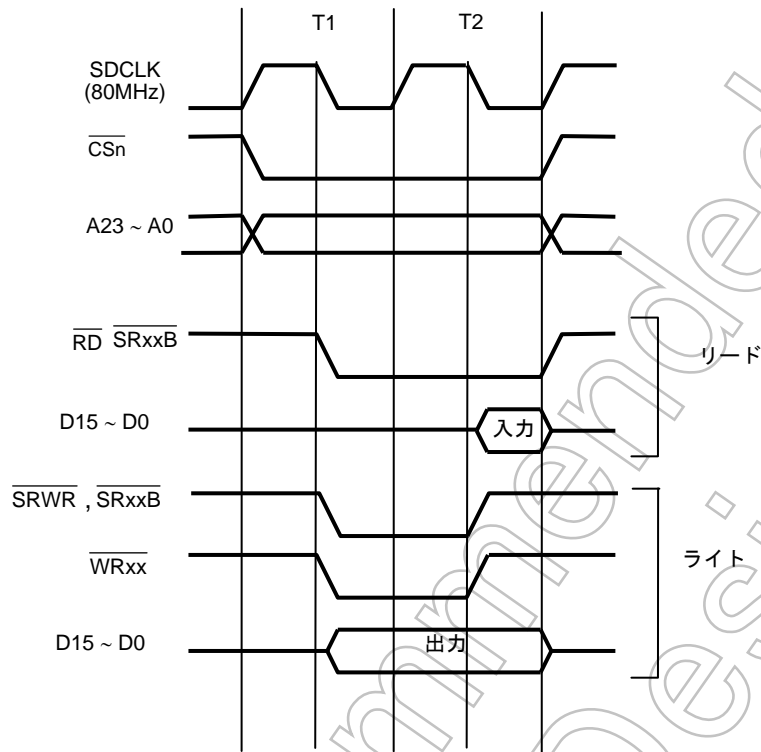 T1 T2
SDCLK
(80MHz)
CSn
A23 ~ A0
RD SRxxB
リード
D15 ~ D0
入力
SRWR , SRxxB
ライト
WRxx
D15 ~ D0
出力